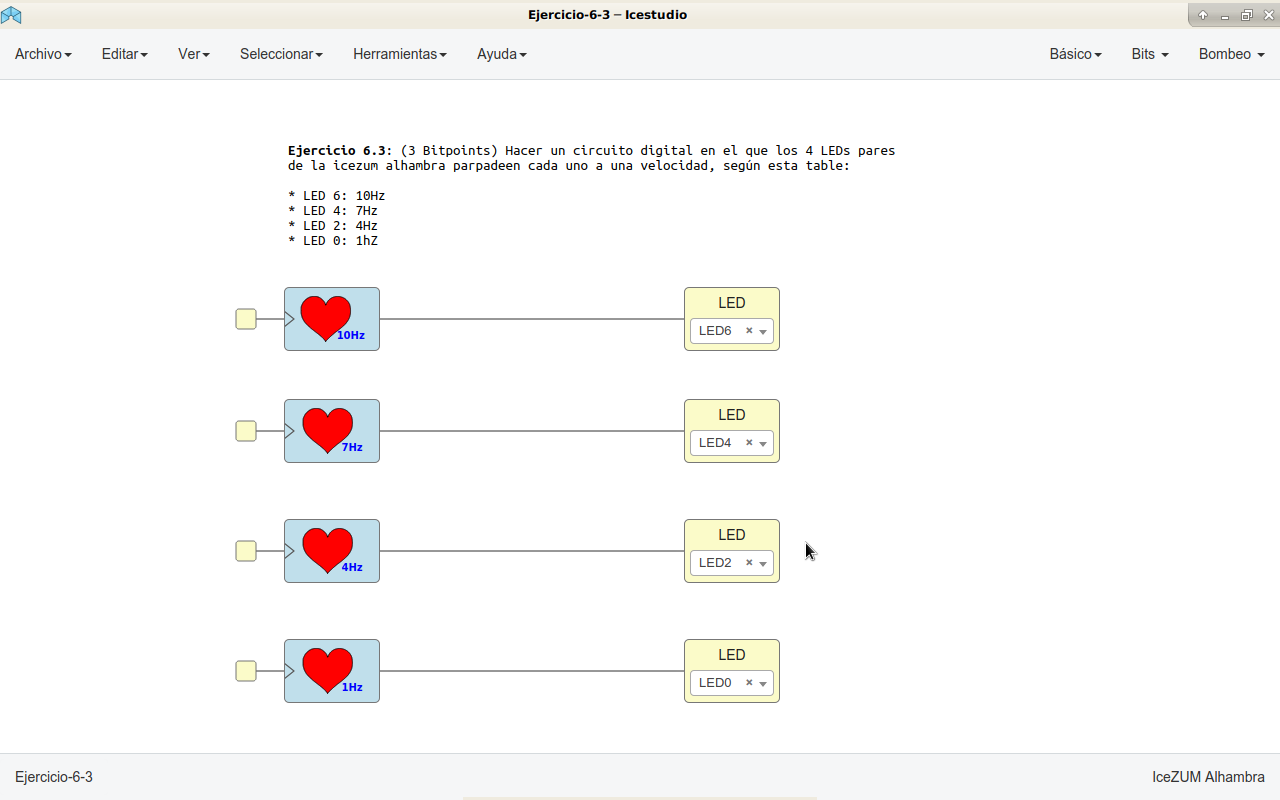 Ejercicio-6-3 – Icestudio
Archivo Editar Ver Seleccionar Herramientas Ayuda Básico Bits Bombeo
Ejercicio 6.3: (3 Bitpoints) Hacer un circuito digital en el que los 4 LEDs pares
de la icezum alhambra parpadeen cada uno a una velocidad, según esta table:
* LED 6: 10Hz
* LED 4: 7Hz
* LED 2: 4Hz
* LED 0: 1hZ
LED
LED6
10Hz
LED
LED4
7Hz
LED
LED2
4Hz
LED
LED0
1Hz
Ejercicio-6-3 IceZUM Alhambra